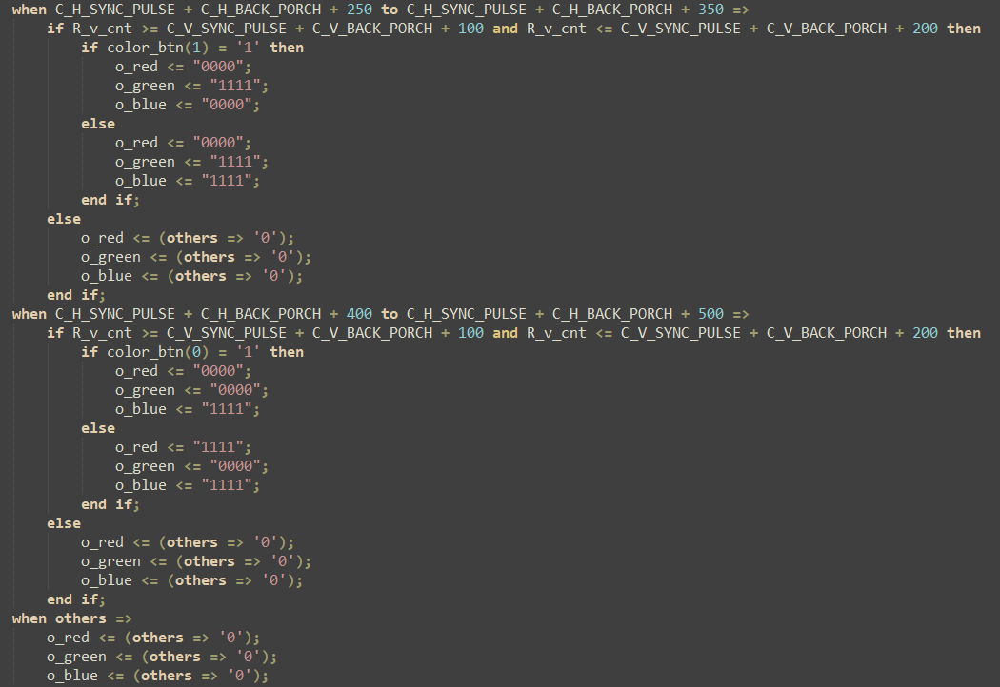 when C_H_SYNC_PULSE + C_H_BACK_PORCH + 250 to C_H_SYNC_PULSE + C_H_BACK_PORCH + 350 =>
    if R_v_cnt >= C_V_SYNC_PULSE + C_V_BACK_PORCH + 100 and R_v_cnt <= C_V_SYNC_PULSE + C_V_BACK_PORCH + 200 then
        if color_btn(1) = '1' then
            o_red <= "0000";
            o_green <= "1111";
            o_blue <= "0000";
        else
            o_red <= "0000";
            o_green <= "1111";
            o_blue <= "1111";
        end if;
    else
        o_red <= (others => '0');
        o_green <= (others => '0');
        o_blue <= (others => '0');
    end if;
when C_H_SYNC_PULSE + C_H_BACK_PORCH + 400 to C_H_SYNC_PULSE + C_H_BACK_PORCH + 500 =>
    if R_v_cnt >= C_V_SYNC_PULSE + C_V_BACK_PORCH + 100 and R_v_cnt <= C_V_SYNC_PULSE + C_V_BACK_PORCH + 200 then
        if color_btn(0) = '1' then
            o_red <= "0000";
            o_green <= "0000";
            o_blue <= "1111";
        else
            o_red <= "1111";
            o_green <= "0000";
            o_blue <= "1111";
        end if;
    else
        o_red <= (others => '0');
        o_green <= (others => '0');
        o_blue <= (others => '0');
    end if;
when others =>
    o_red <= (others => '0');
    o_green <= (others => '0');
    o_blue <= (others => '0');